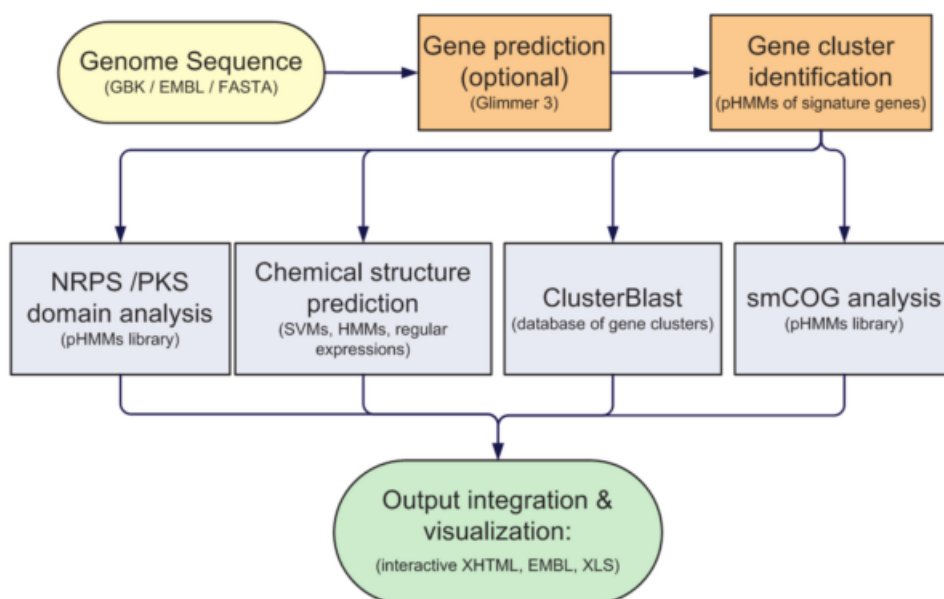 Genome Sequence
(GBK / EMBL / FASTA)
Gene prediction
(optional)
(Glimmer 3)
Gene cluster
identification
(pHMMs of signature genes)
NRPS /PKS
domain analysis
(pHMMs library)
Chemical structure
prediction
(SVMs, HMMs, regular
expressions)
ClusterBlast
(database of gene clusters)
smCOG analysis
(pHMMs library)
Output integration &
visualization:
(interactive XHTML, EMBL, XLS)